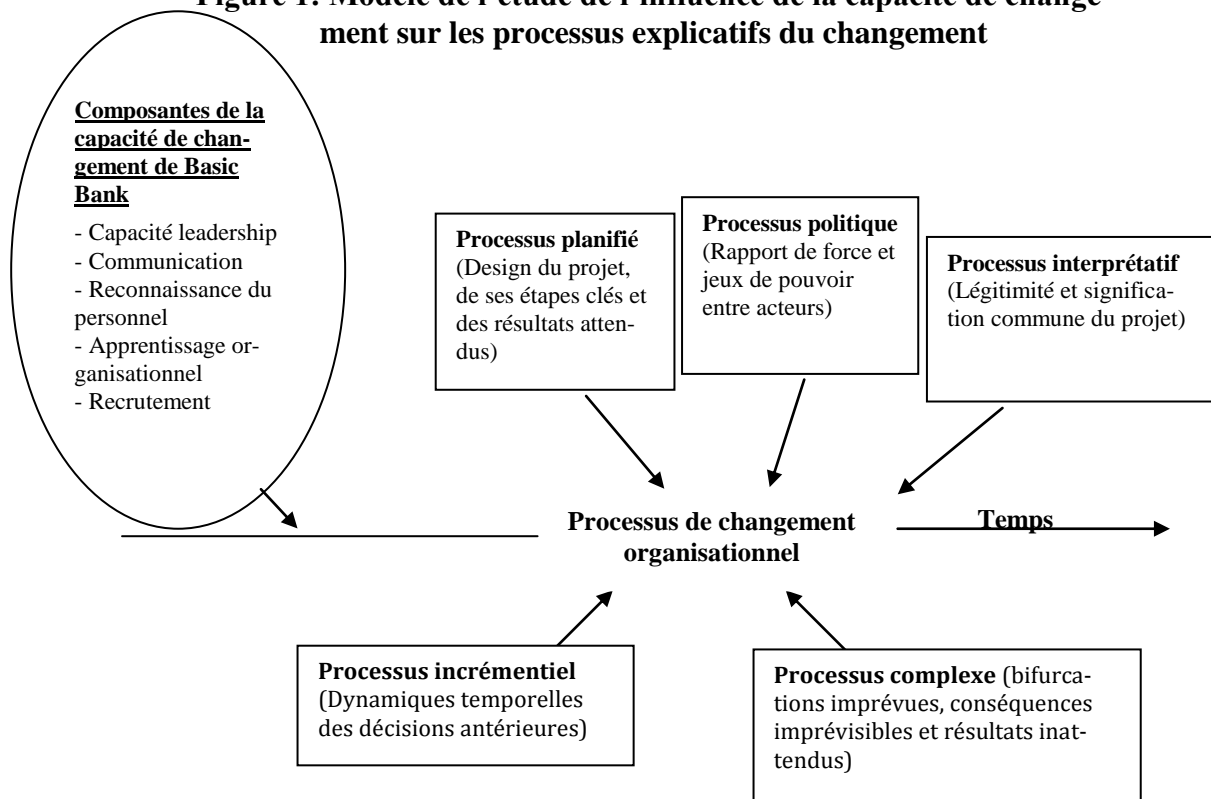 Figure 1: Modèle de l'étude de l'influence de la capacité de change-
ment sur les processus explicatifs du changement
Composantes de la
capacité de chan-
gement de Basic
Bank
- Capacité leadership
- Communication
- Reconnaissance du
personnel
- Apprentissage or-
ganisationnel
- Recrutement
Processus planifié
(Design du projet,
de ses étapes clés et
des résultats atten-
dus)
Processus politique
(Rapport de force et
jeux de pouvoir
entre acteurs)
Processus interprétatif
(Légitimité et significa-
tion commune du projet)
Processus de changement
organisationnel
Temps
Processus incrémentiel
(Dynamiques temporelles
des décisions antérieures)
Processus complexe (bifurca-
tions imprévues, conséquences
imprévisibles et résultats inat-
tendus)